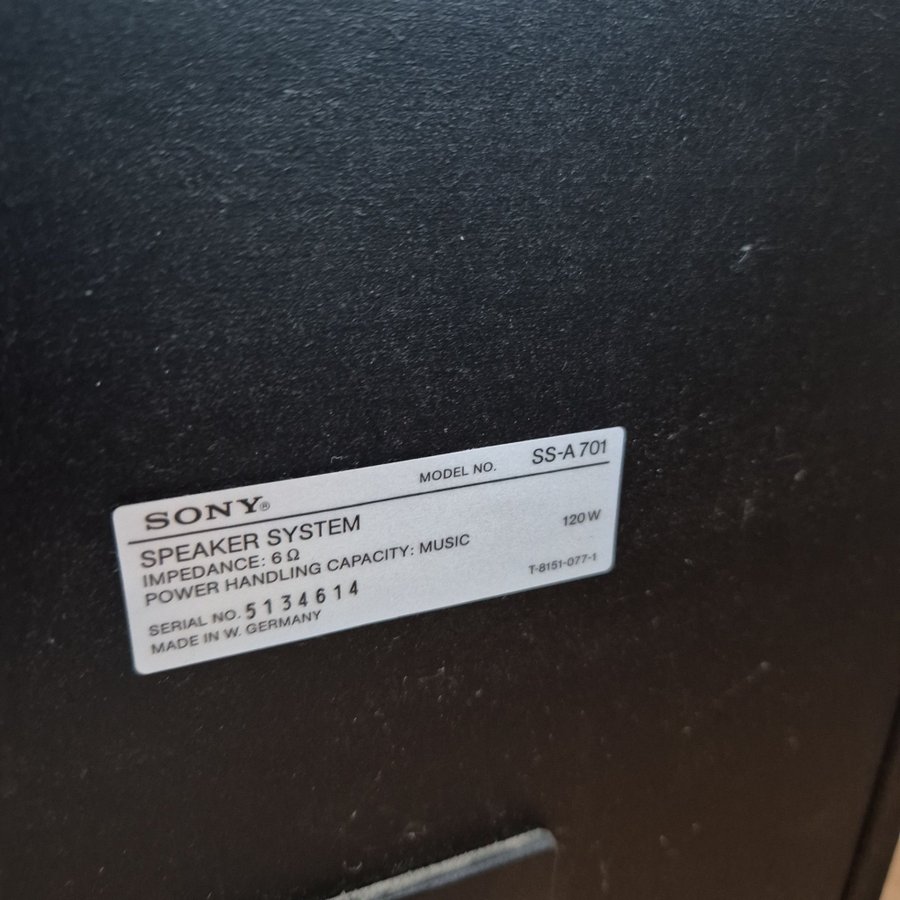 SONY® MODEL NO. SS-A701
SPEAKER SYSTEM
IMPEDANCE: 6 Ω
POWER HANDLING CAPACITY: MUSIC 120 W
SERIAL NO. 5134614 T-8151-077-1
MADE IN W. GERMANY